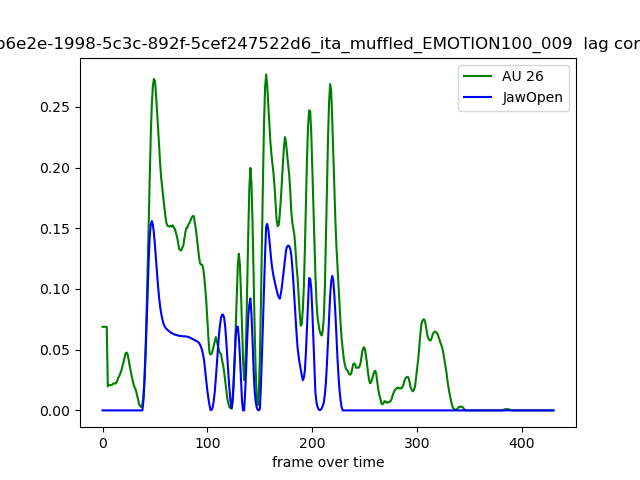 b6e2e-1998-5c3c-892f-5cef247522d6_ita_muffled_EMOTION100_009 lag cor
AU 26
JawOpen
0.25
0.20
0.15
0.10
0.05
0.00
0 100 200 300 400
frame over time